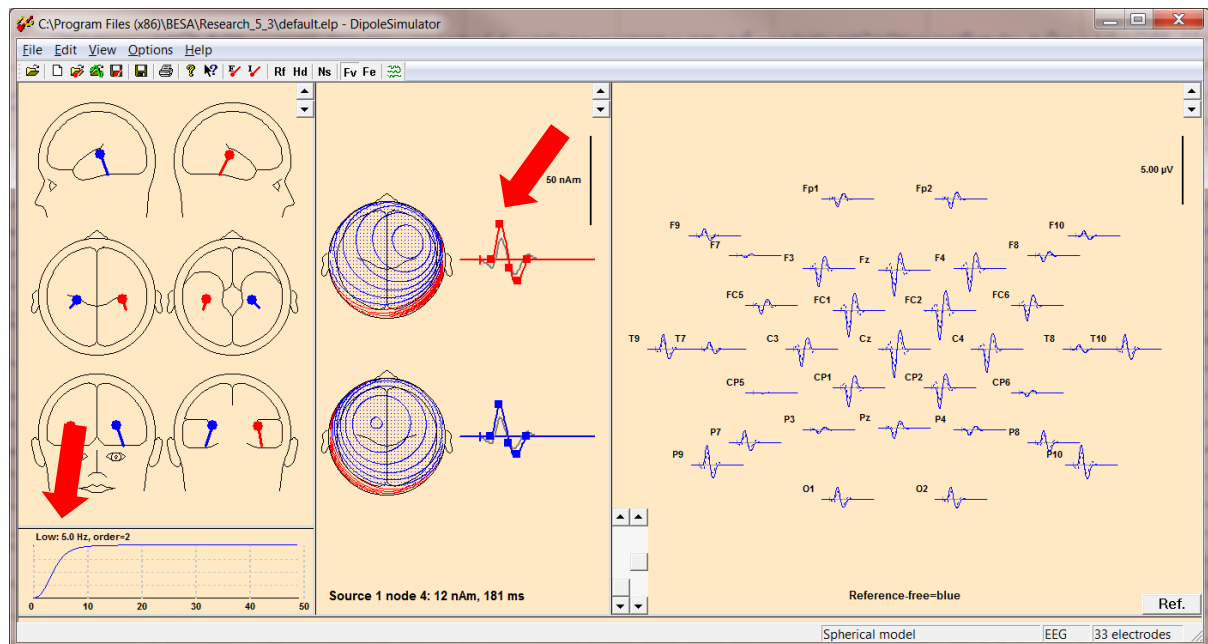 C:\Program Files (x86)\BESA\Research_5_3\default.elp - DipoleSimulator
File Edit View Options Help
Rf Hd Ns Fv Fe
50 nAm
5.00 µV
Fp1 Fp2
F9 F10
F7 F8
F3 Fz F4
FC5 FC1 FC2 FC6
T9 T7 C3 Cz C4 T8 T10
CP5 CP1 CP2 CP6
P3 Pz P4
P7 P8
P9 P10
O1 O2
Low: 5.0 Hz, order=2
0 10 20 30 40 50
Source 1 node 4: 12 nAm, 181 ms
Reference-free=blue
Ref.
Spherical model EEG 33 electrodes